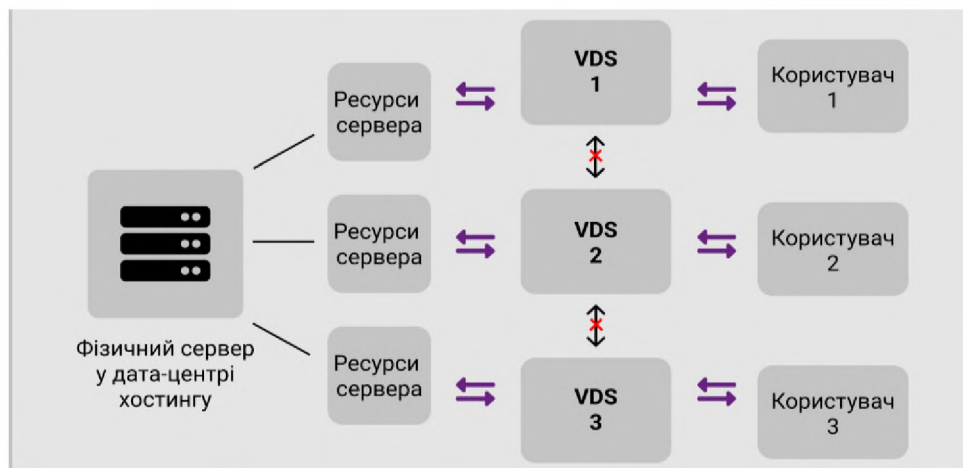 Ресурси
сервера
VDS
1
Користувач
1
Ресурси
сервера
VDS
2
Користувач
2
Фізичний сервер
у дата-центрі
хостингу
Ресурси
сервера
VDS
3
Користувач
3